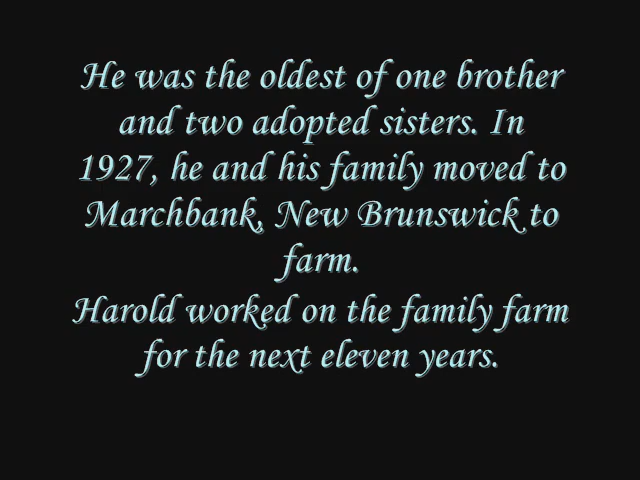 He was the oldest of one brother
and two adopted sisters. In
1927, he and his family moved to
Marchbank, New Brunswick to
farm.
Harold worked on the family farm
for the next eleven years.